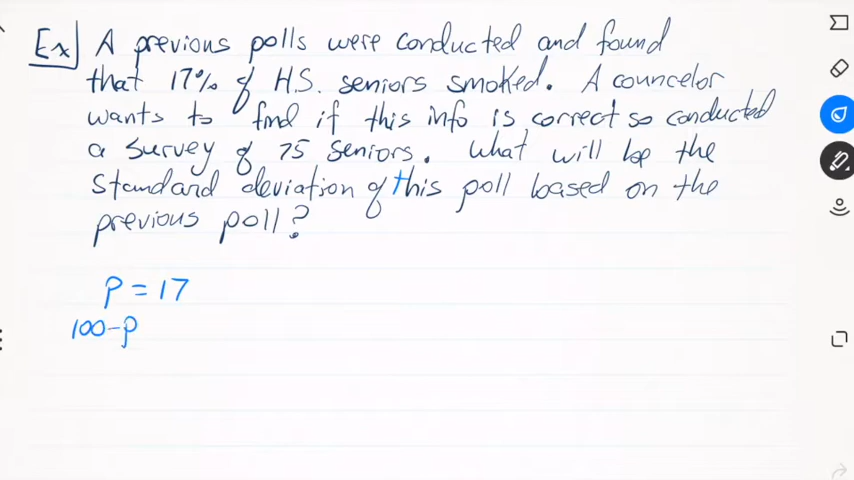 Ex A previous polls were conducted and found
that 17% of H.S. seniors smoked. A councelor
wants to find if this info is correct so conducted
a survey of 75 seniors. What will be the
standard deviation of this poll based on the
previous poll?
p = 17
100-p